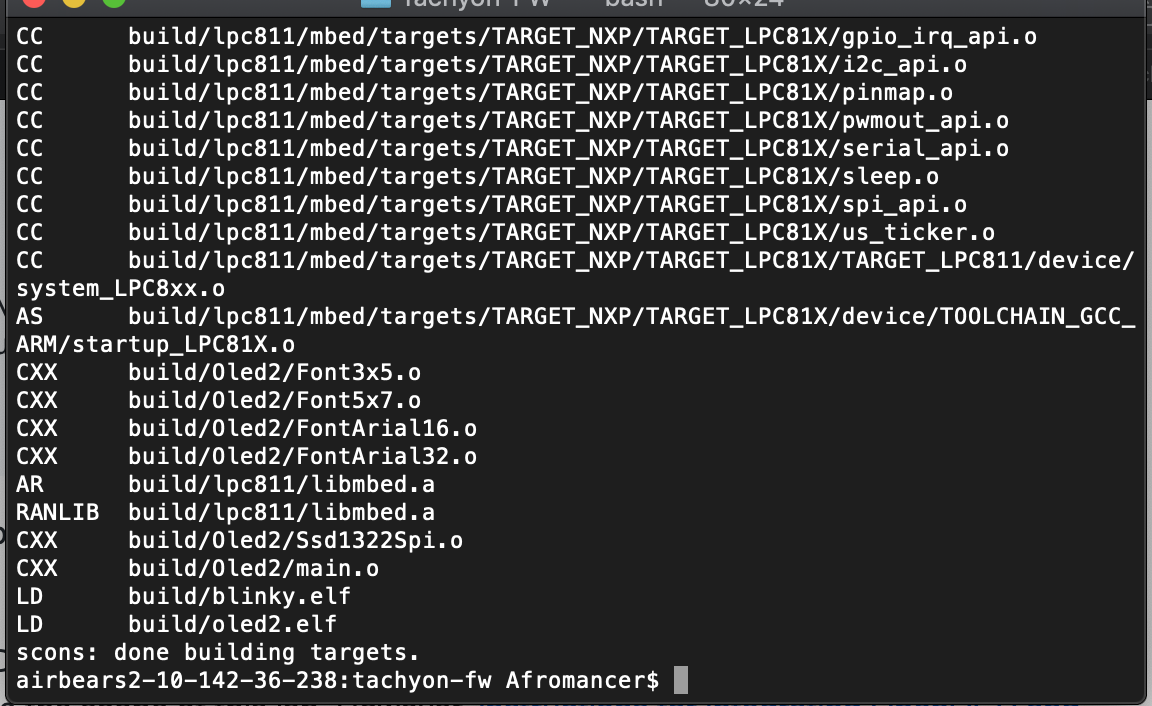 CC      build/lpc811/mbed/targets/TARGET_NXP/TARGET_LPC81X/gpio_irq_api.o
CC      build/lpc811/mbed/targets/TARGET_NXP/TARGET_LPC81X/i2c_api.o
CC      build/lpc811/mbed/targets/TARGET_NXP/TARGET_LPC81X/pinmap.o
CC      build/lpc811/mbed/targets/TARGET_NXP/TARGET_LPC81X/pwmout_api.o
CC      build/lpc811/mbed/targets/TARGET_NXP/TARGET_LPC81X/serial_api.o
CC      build/lpc811/mbed/targets/TARGET_NXP/TARGET_LPC81X/sleep.o
CC      build/lpc811/mbed/targets/TARGET_NXP/TARGET_LPC81X/spi_api.o
CC      build/lpc811/mbed/targets/TARGET_NXP/TARGET_LPC81X/us_ticker.o
CC      build/lpc811/mbed/targets/TARGET_NXP/TARGET_LPC81X/TARGET_LPC811/device/
system_LPC8xx.o
AS      build/lpc811/mbed/targets/TARGET_NXP/TARGET_LPC81X/device/TOOLCHAIN_GCC_
ARM/startup_LPC81X.o
CXX     build/Oled2/Font3x5.o
CXX     build/Oled2/Font5x7.o
CXX     build/Oled2/FontArial16.o
CXX     build/Oled2/FontArial32.o
AR      build/lpc811/libmbed.a
RANLIB  build/lpc811/libmbed.a
CXX     build/Oled2/Ssd1322Spi.o
CXX     build/Oled2/main.o
LD      build/blinky.elf
LD      build/oled2.elf
scons: done building targets.
airbears2-10-142-36-238:tachyon-fw Afromancer$